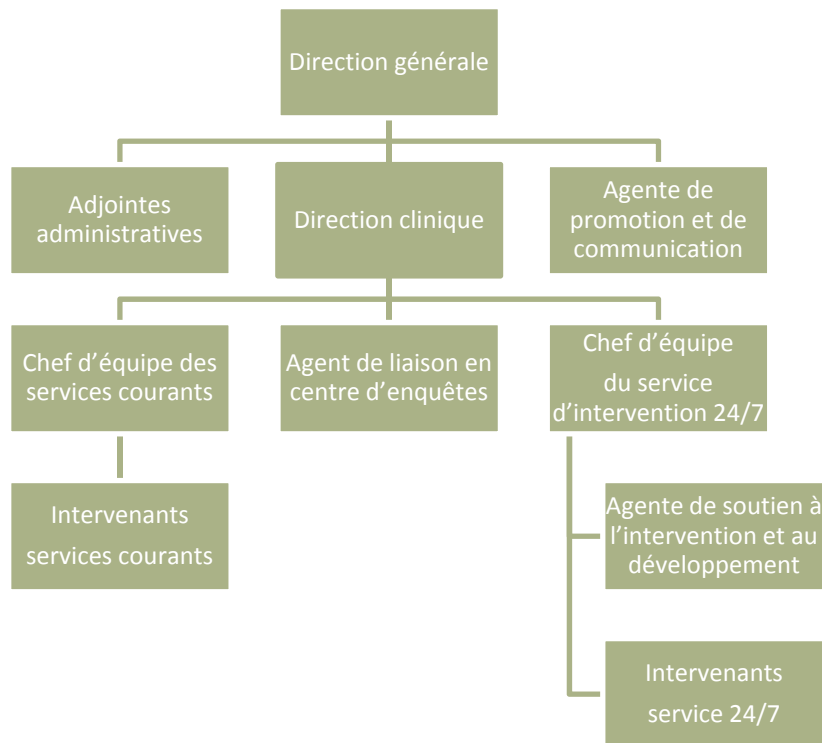 Direction générale
Adjointes
administratives
Direction clinique
Agente de
promotion et de
communication
Chef d’équipe des
services courants
Agent de liaison en
centre d’enquêtes
Chef d’équipe
du service
d’intervention 24/7
Intervenants
services courants
Agente de soutien à
l’intervention et au
développement
Intervenants
service 24/7